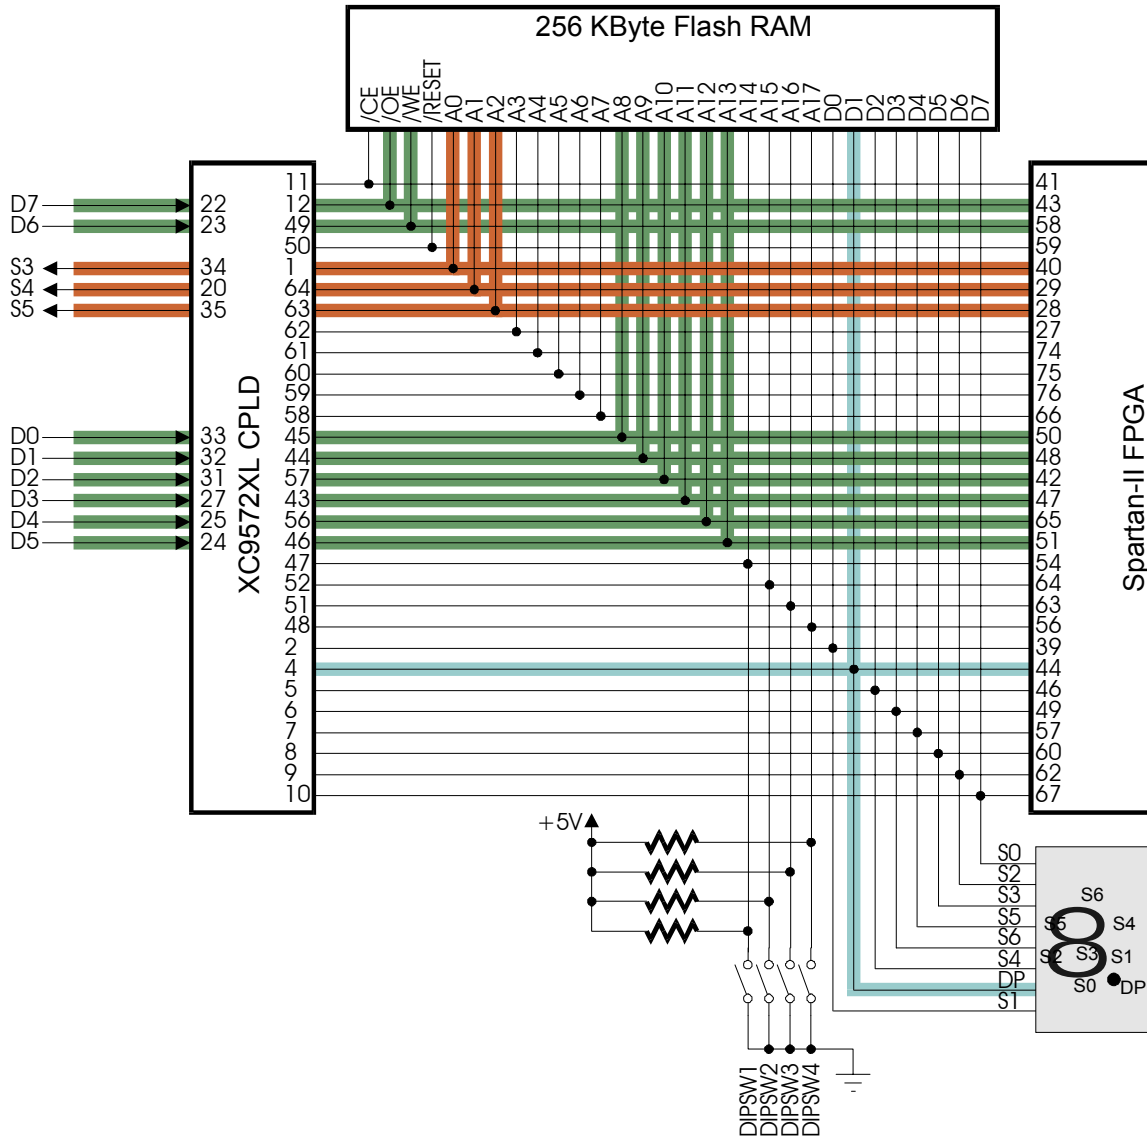 256 KByte Flash RAM
/CE /OE /WE /RESET A0 A1 A2 A3 A4 A5 A6 A7 A8 A9 A10 A11 A12 A13 A14 A15 A16 A17 D0 D1 D2 D3 D4 D5 D6 D7
11 41
D7 22 12 43
D6 23 49 58
50 59
S3 34 1 40
S4 20 64 29
S5 35 63 28
62 27
61 74
60 75
59 76
58 66
D0 33 45 50
D1 32 44 48
D2 31 57 42
D3 27 43 47
D4 25 56 65
D5 24 46 51
47 54
52 64
51 63
48 56
2 39
4 44
5 46
6 49
7 57
8 60
9 62
10 67
XC9572XL CPLD
Spartan-II FPGA
+5V
S0
S2
S3
S5
S6
S4
DP
S1
S6
S5 S4
S2 S3 S1
S0 DP
8
DIPSW1 DIPSW2 DIPSW3 DIPSW4